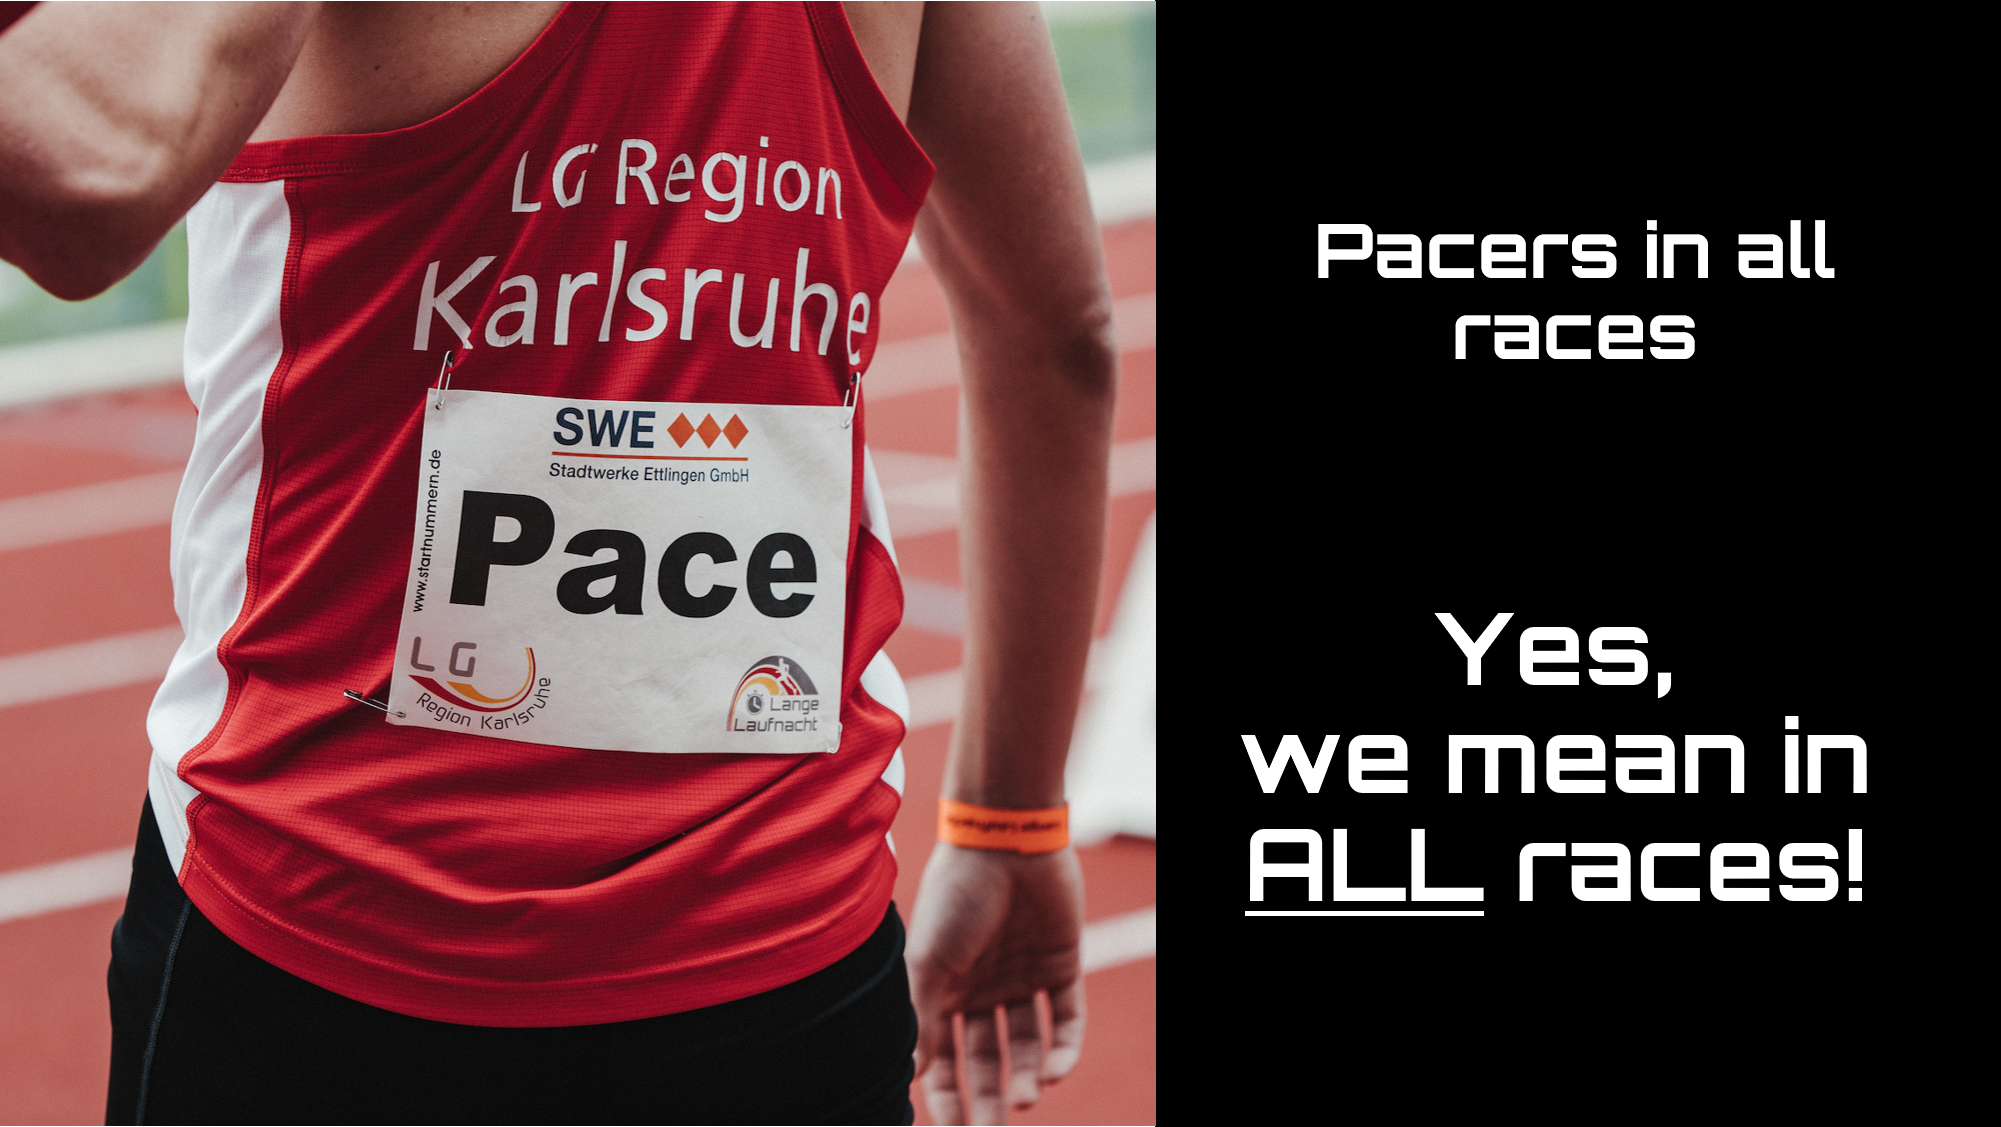 LG Region
Karlsruhe
SWE
Stadtwerke Ettlingen GmbH
www.startnummern.de
Pace
LG
Region Karlsruhe
Lange
Laufnacht
Pacers in all
races
Yes,
we mean in
ALL races!